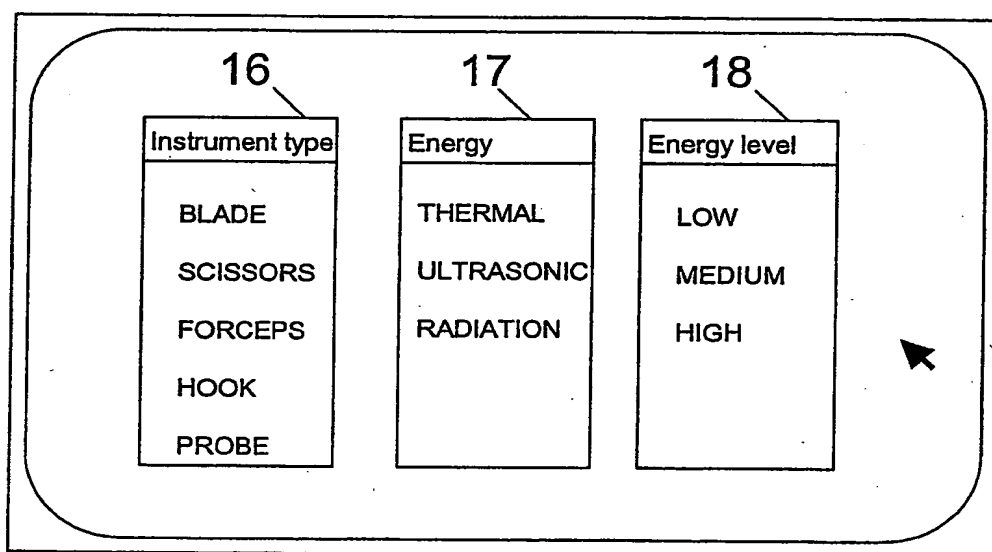 16 17 18
Instrument type
BLADE
SCISSORS
FORCEPS
HOOK
PROBE
Energy
THERMAL
ULTRASONIC
RADIATION
Energy level
LOW
MEDIUM
HIGH